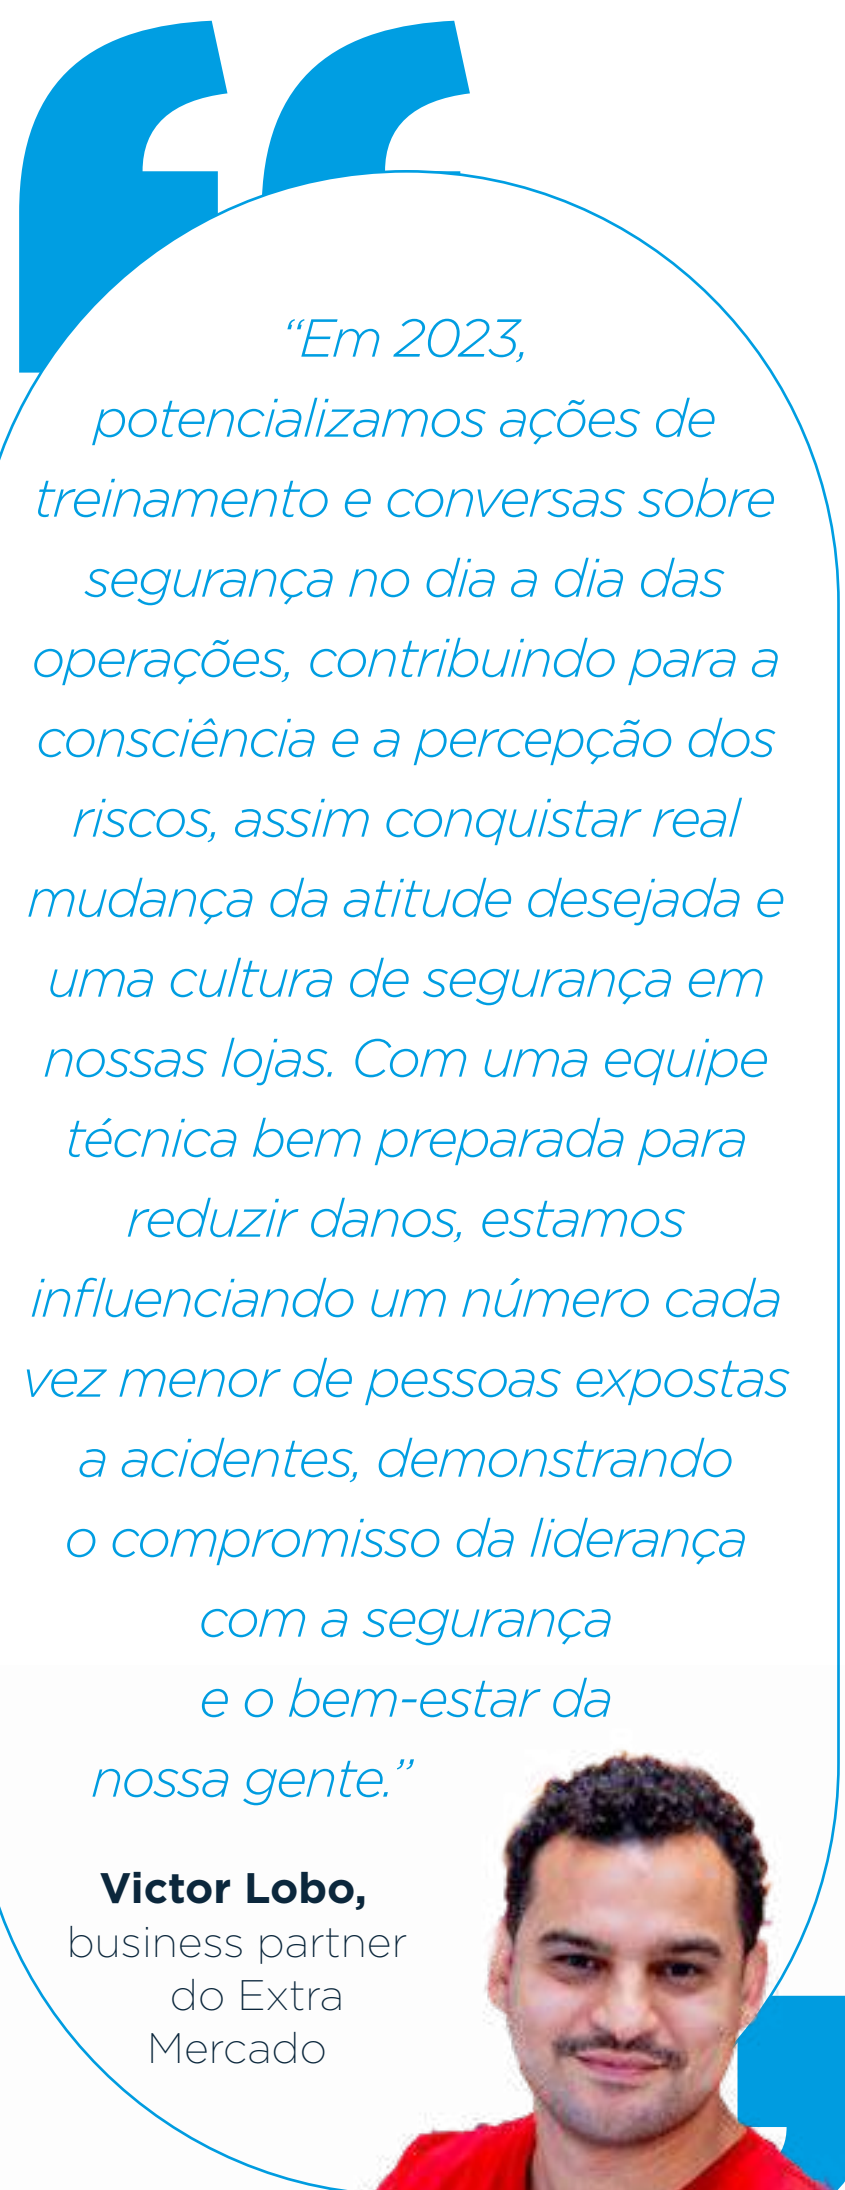 “Em 2023,
potencializamos ações de
treinamento e conversas sobre
segurança no dia a dia das
operações, contribuindo para a
consciência e a percepção dos
riscos, assim conquistar real
mudança da atitude desejada e
uma cultura de segurança em
nossas lojas. Com uma equipe
técnica bem preparada para
reduzir danos, estamos
influenciando um número cada
vez menor de pessoas expostas
a acidentes, demonstrando
o compromisso da liderança
com a segurança
e o bem-estar da
nossa gente.”
Victor Lobo,
business partner
do Extra
Mercado